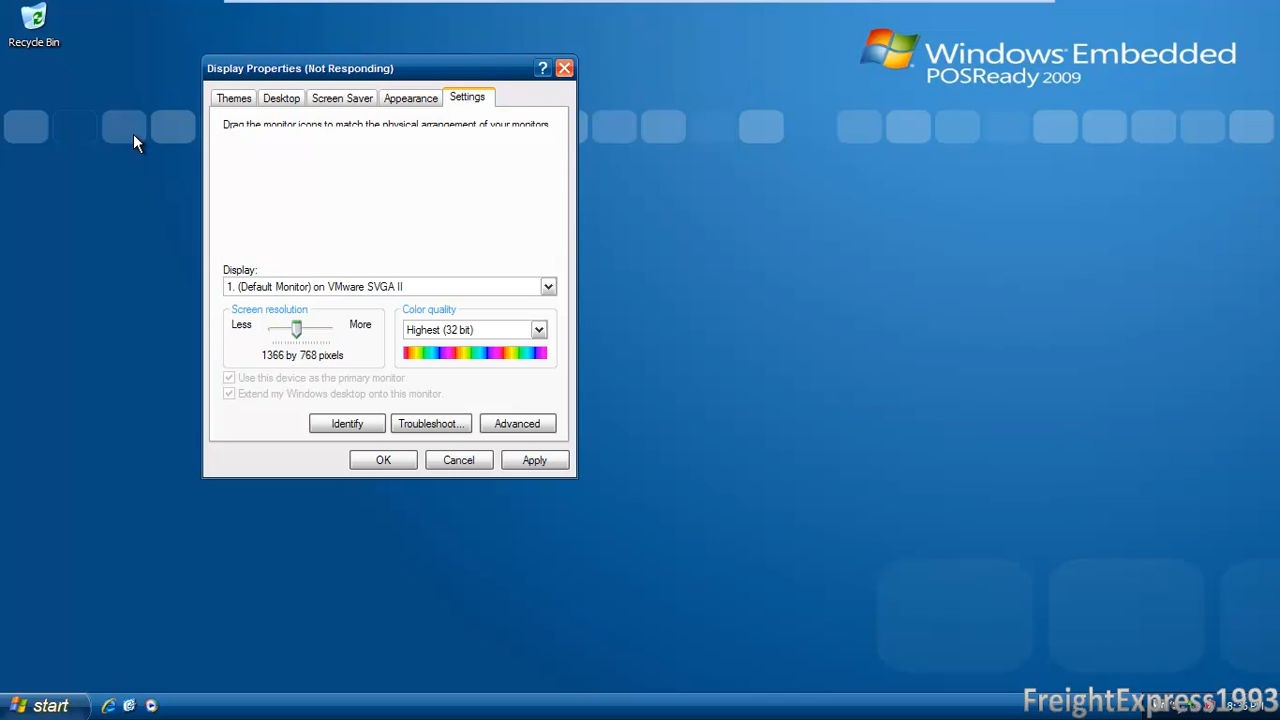 Recycle Bin
Windows Embedded
POSReady 2009
Display Properties (Not Responding)
Themes Desktop Screen Saver Appearance Settings
Drag the monitor icons to match the physical arrangement of your monitors.
Display:
1. (Default Monitor) on VMware SVGA II
Screen resolution
Less More
1366 by 768 pixels
Color quality
Highest (32 bit)
Use this device as the primary monitor
Extend my Windows desktop onto this monitor.
Identify Troubleshoot... Advanced
OK Cancel Apply
start
FreightExpress1993